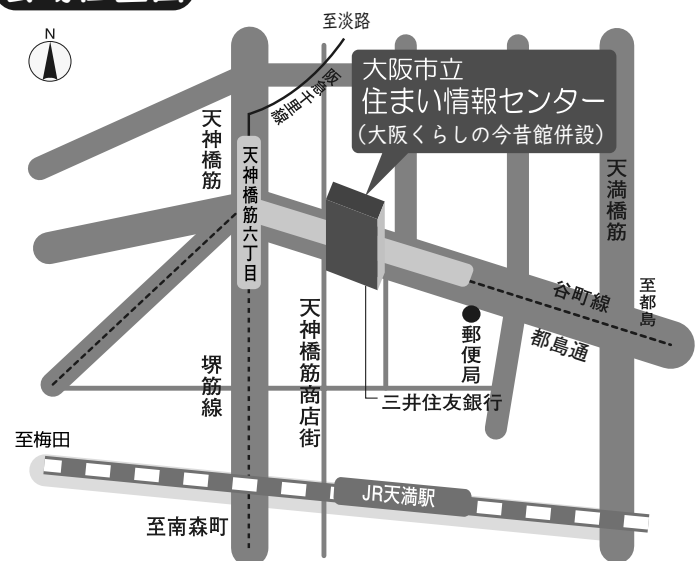 N
至淡路
阪急千里線
大阪市立
住まい情報センター
(大阪くらしの今昔館併設)
天神橋筋
天神橋筋六丁目
天満橋筋
谷町線
至都島
都島通
郵便局
天神橋筋商店街
堺筋線
三井住友銀行
至梅田
JR天満駅
至南森町